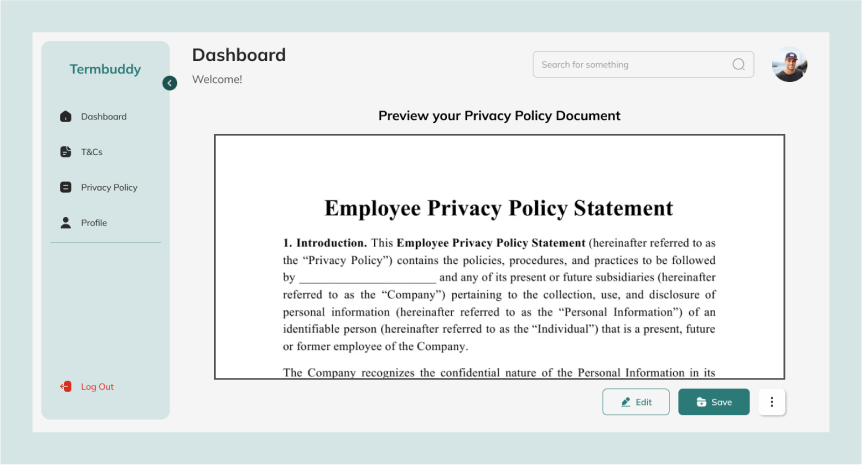 Termbuddy
Dashboard
T&Cs
Privacy Policy
Profile
Log Out
Dashboard
Welcome!
Search for something
Preview your Privacy Policy Document
Employee Privacy Policy Statement
1. Introduction. This Employee Privacy Policy Statement (hereinafter referred to as
the “Privacy Policy”) contains the policies, procedures, and practices to be followed
by ______________________ and any of its present or future subsidiaries (hereinafter
referred to as the “Company”) pertaining to the collection, use, and disclosure of
personal information (hereinafter referred to as the “Personal Information”) of an
identifiable person (hereinafter referred to as the “Individual”) that is a present, future
or former employee of the Company.
The Company recognizes the confidential nature of the Personal Information in its
Edit
Save